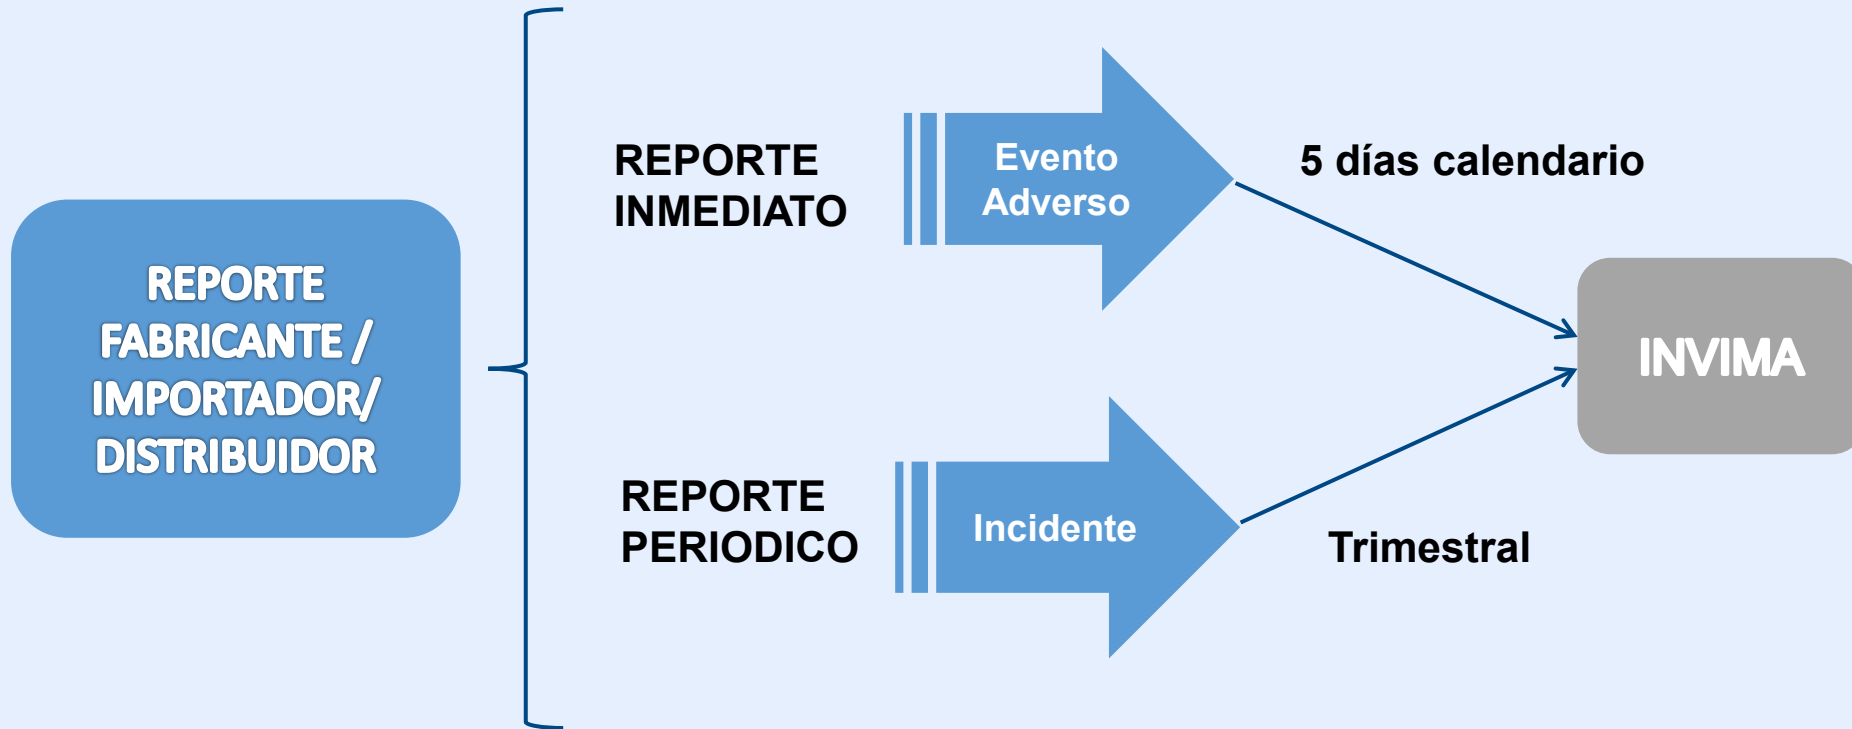 REPORTE
FABRICANTE /
IMPORTADOR/
DISTRIBUIDOR
REPORTE
INMEDIATO
Evento
Adverso
5 días calendario
REPORTE
PERIODICO
Incidente
Trimestral
INVIMA